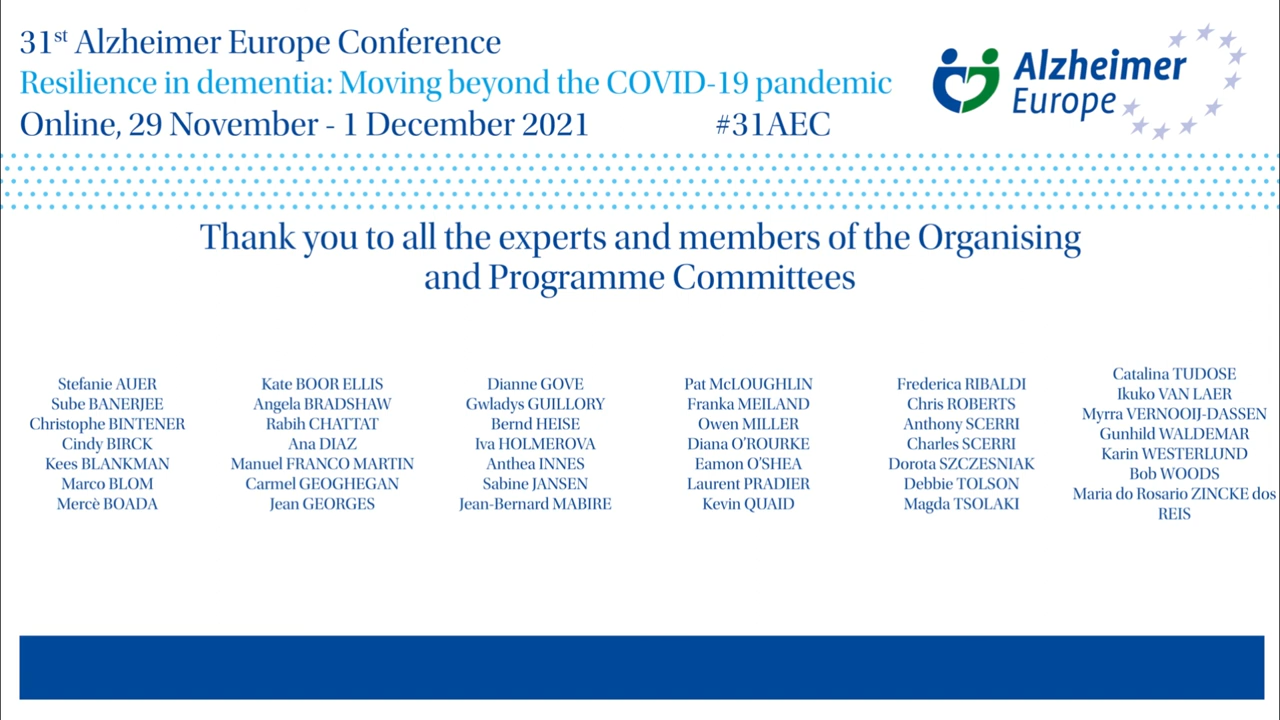 31st Alzheimer Europe Conference
Resilience in dementia: Moving beyond the COVID-19 pandemic
Online, 29 November - 1 December 2021 #31AEC
Alzheimer
Europe
Thank you to all the experts and members of the Organising
and Programme Committees
Stefanie AUER
Sube BANERJEE
Christophe BINTENER
Cindy BIRCK
Kees BLANKMAN
Marco BLOM
Mercè BOADA
Kate BOOR ELLIS
Angela BRADSHAW
Rabih CHATTAT
Ana DIAZ
Manuel FRANCO MARTIN
Carmel GEOGHEGAN
Jean GEORGES
Dianne GOVE
Gwladys GUILLORY
Bernd HEISE
Iva HOLMEROVA
Anthea INNES
Sabine JANSEN
Jean-Bernard MABIRE
Pat McLOUGHLIN
Franka MEILAND
Owen MILLER
Diana O'ROURKE
Eamon O'SHEA
Laurent PRADIER
Kevin QUAID
Frederica RIBALDI
Chris ROBERTS
Anthony SCERRI
Charles SCERRI
Dorota SZCZESNIAK
Debbie TOLSON
Magda TSOLAKI
Catalina TUDOSE
Ikuko VAN LAER
Myrra VERNOOIJ-DASSEN
Gunhild WALDEMAR
Karin WESTERLUND
Bob WOODS
Maria do Rosario ZINCKE dos
REIS